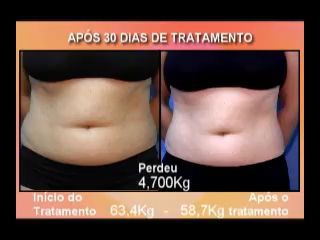 APÓS 30 DIAS DE TRATAMENTO
Perdeu
4,700Kg
Início do Após o
Tratamento 63,4Kg - 58,7Kg tratamento